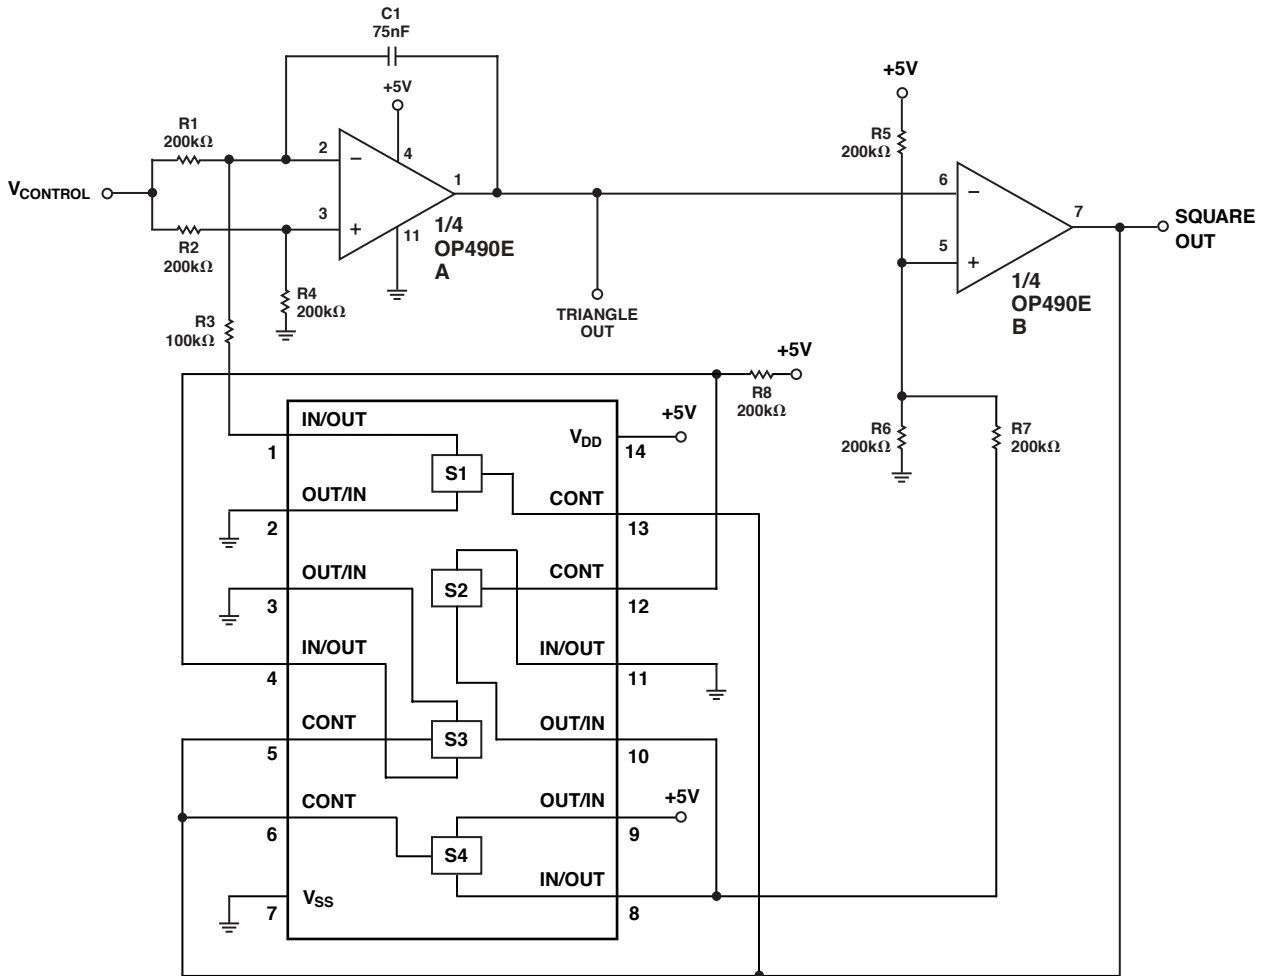 C1
75nF
+5V
R1
200kΩ
2
−
4
1
V_CONTROL
3
+
11
R2
200kΩ
1/4
OP490E
A
R4
200kΩ
R3
100kΩ
TRIANGLE
OUT
+5V
R5
200kΩ
6
−
7
SQUARE
OUT
5
+
1/4
OP490E
B
+5V
R8
200kΩ
R6
200kΩ
R7
200kΩ
IN/OUT
1
V_DD
14
+5V
S1
OUT/IN
2
CONT
13
OUT/IN
3
S2
CONT
12
IN/OUT
4
IN/OUT
11
CONT
5
S3
OUT/IN
10
CONT
6
OUT/IN
9
+5V
S4
IN/OUT
8
V_SS
7